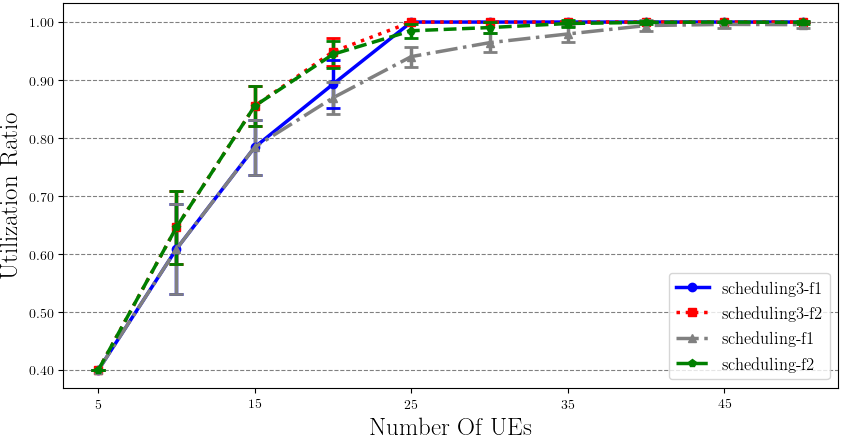 1.00
0.90
0.80
0.70
0.60
0.50
0.40
Utilization Ratio
5
15
25
35
45
Number Of UEs
scheduling3-f1
scheduling3-f2
scheduling-f1
scheduling-f2